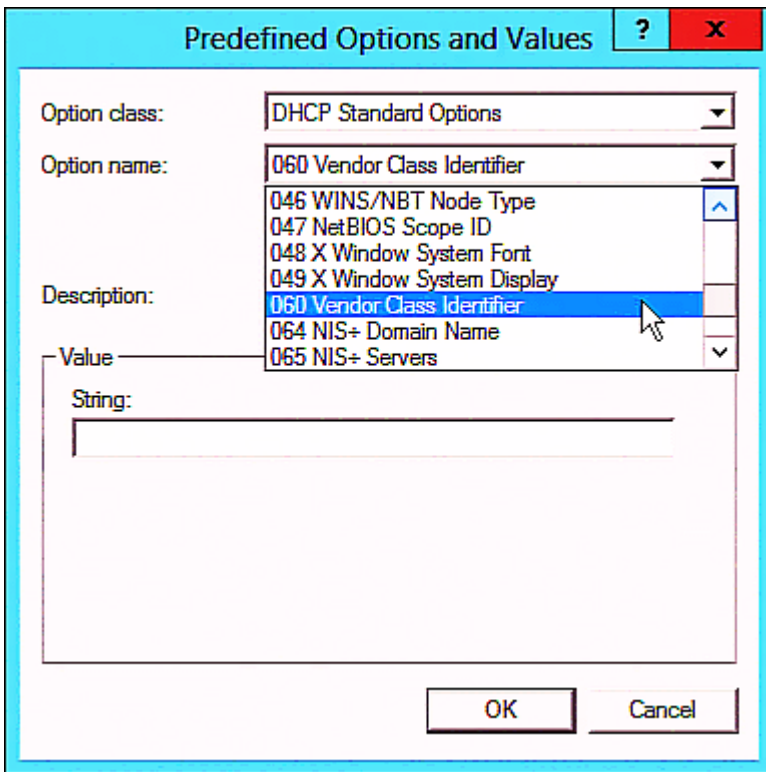 Predefined Options and Values
?
x
Option class:
DHCP Standard Options
Option name:
060 Vendor Class Identifier
046 WINS/NBT Node Type
047 NetBIOS Scope ID
048 X Window System Font
049 X Window System Display
060 Vendor Class Identifier
064 NIS+ Domain Name
065 NIS+ Servers
Description:
Value
String:
OK
Cancel